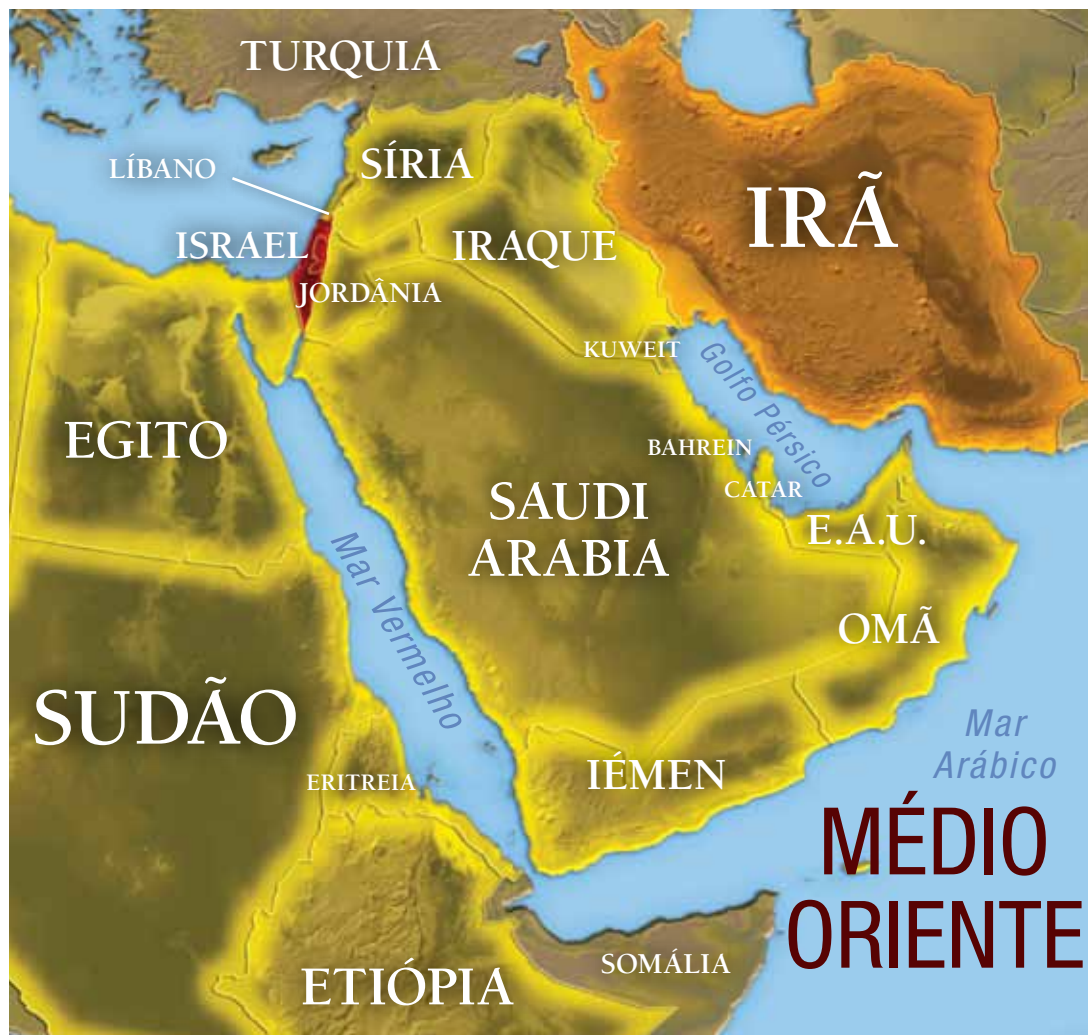 TURQUIA
LÍBANO
SÍRIA
IRÃ
ISRAEL
IRAQUE
JORDÂNIA
KUWEIT
Golfo Pérsico
EGITO
BAHREIN
CATAR
SAUDI
ARABIA
E.A.U.
Mar Vermelho
OMÃ
SUDÃO
Mar
Arábico
IÉMEN
ERITREIA
MÉDIO
ORIENTE
SOMÁLIA
ETIÓPIA